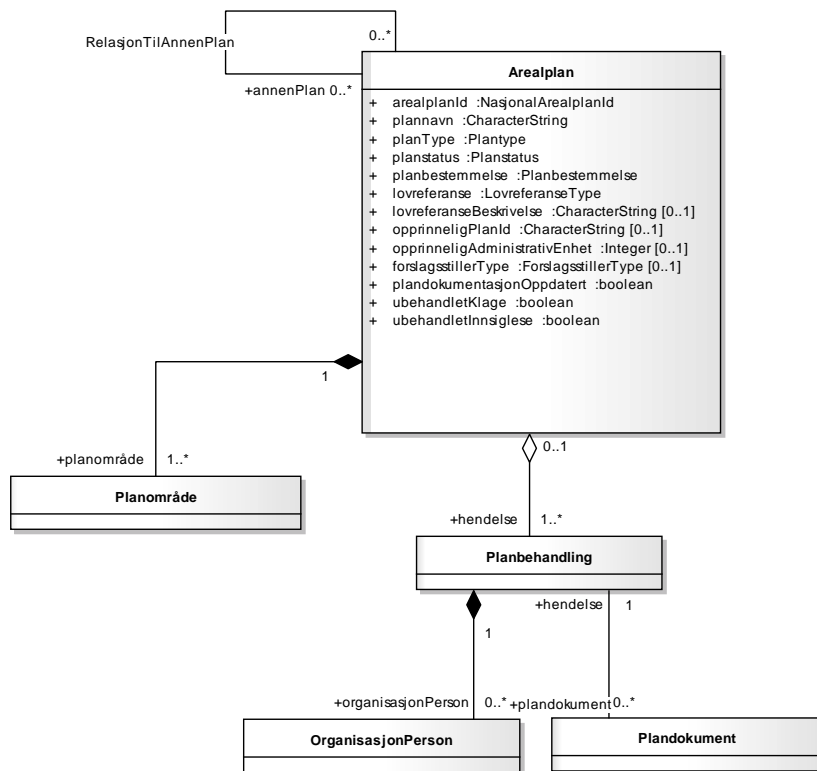 RelasjonTilAnnenPlan
0..*
+annenPlan 0..*
Arealplan
+ arealplanId :NasjonalArealplanId
+ plannavn :CharacterString
+ planType :Plantype
+ planstatus :Planstatus
+ planbestemmelse :Planbestemmelse
+ lovreferanse :LovreferanseType
+ lovreferanseBeskrivelse :CharacterString [0..1]
+ opprinneligPlanId :CharacterString [0..1]
+ opprinneligAdministrativEnhet :Integer [0..1]
+ forslagsstillerType :ForslagsstillerType [0..1]
+ plandokumentasjonOppdatert :boolean
+ ubehandletKlage :boolean
+ ubehandletInnsiglese :boolean
1
0..1
+planområde 1..*
Planområde
+hendelse 1..*
Planbehandling
+hendelse 1
1
+organisasjonPerson 0..*
+plandokument 0..*
OrganisasjonPerson
Plandokument